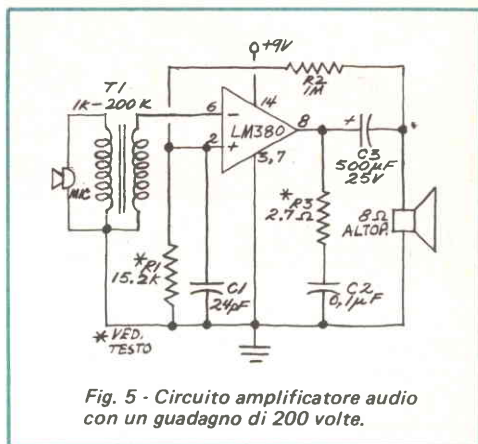 +9V
T1
1K-200K
R2
1M
6
14
8
2
LM380
+
3,7
C3
500µF
25V
MIC
*R3
2.7Ω
8Ω
ALTOP.
*R1
15.2K
C1
24pF
C2
0,1µF
* VED.
TESTO
Fig. 5 - Circuito amplificatore audio
con un guadagno di 200 volte.